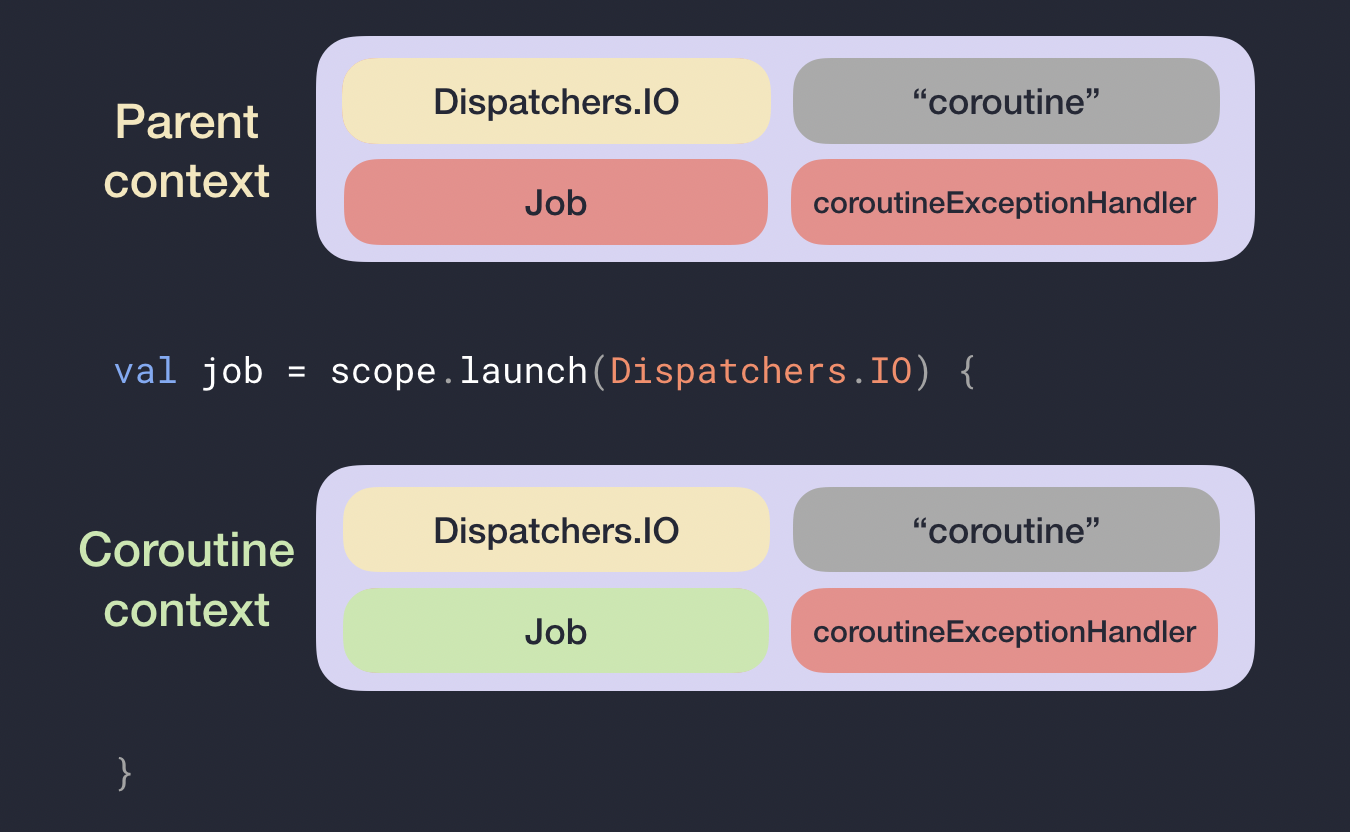 Parent
context
Dispatchers.IO
“coroutine”
Job
coroutineExceptionHandler
val job = scope.launch(Dispatchers.IO) {
Coroutine
context
Dispatchers.IO
“coroutine”
Job
coroutineExceptionHandler
}